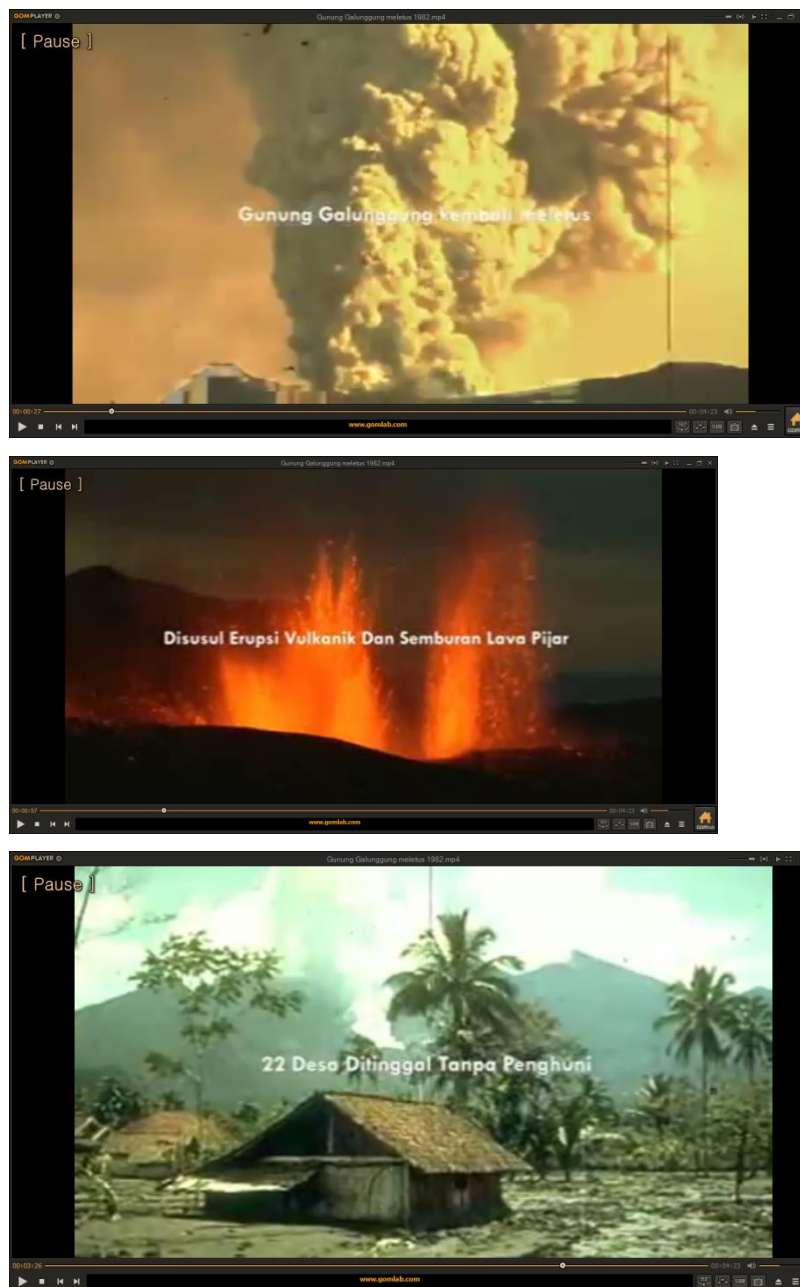 GOMPLAYER
Gunung Galunggung meletus 1982.mp4
[ Pause ]
Gunung Galunggung kembali meletus
00:00:27
00:04:23
www.gomlab.com
GOMPLAYER
Gunung Galunggung meletus 1982.mp4
[ Pause ]
Disusul Erupsi Vulkanik Dan Semburan Lava Pijar
00:04:23
www.gomlab.com
GOMPLAYER
Gunung Galunggung meletus 1982.mp4
[ Pause ]
22 Desa Ditinggal Tanpa Penghuni
00:03:26
00:04:23
www.gomlab.com